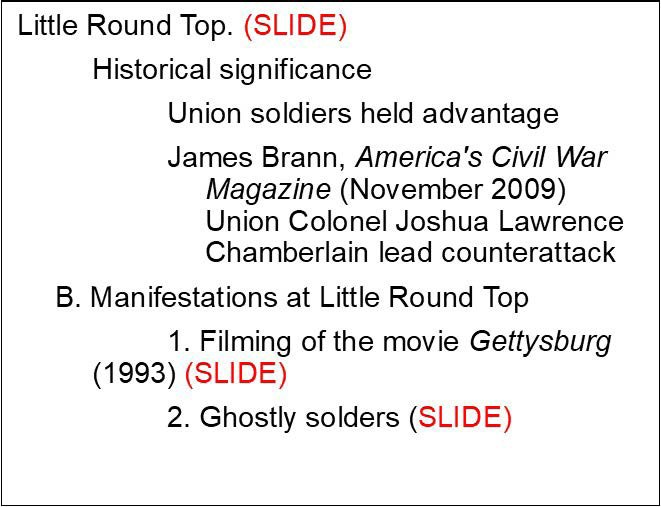 Little Round Top. (SLIDE)
Historical significance
Union soldiers held advantage
James Brann, America's Civil War
Magazine (November 2009)
Union Colonel Joshua Lawrence
Chamberlain lead counterattack
B. Manifestations at Little Round Top
1. Filming of the movie Gettysburg
(1993) (SLIDE)
2. Ghostly solders (SLIDE)